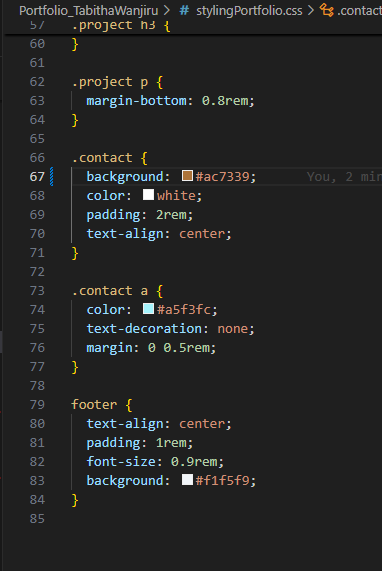 Portfolio_TabithaWanjiru > # stylingPortfolio.css > .contact
57 .project h3 {
60 }
61
62 .project p {
63 margin-bottom: 0.8rem;
64 }
65
66 .contact {
67 background: #ac7339; You, 2 min
68 color: white;
69 padding: 2rem;
70 text-align: center;
71 }
72
73 .contact a {
74 color: #a5f3fc;
75 text-decoration: none;
76 margin: 0 0.5rem;
77 }
78
79 footer {
80 text-align: center;
81 padding: 1rem;
82 font-size: 0.9rem;
83 background: #f1f5f9;
84 }
85